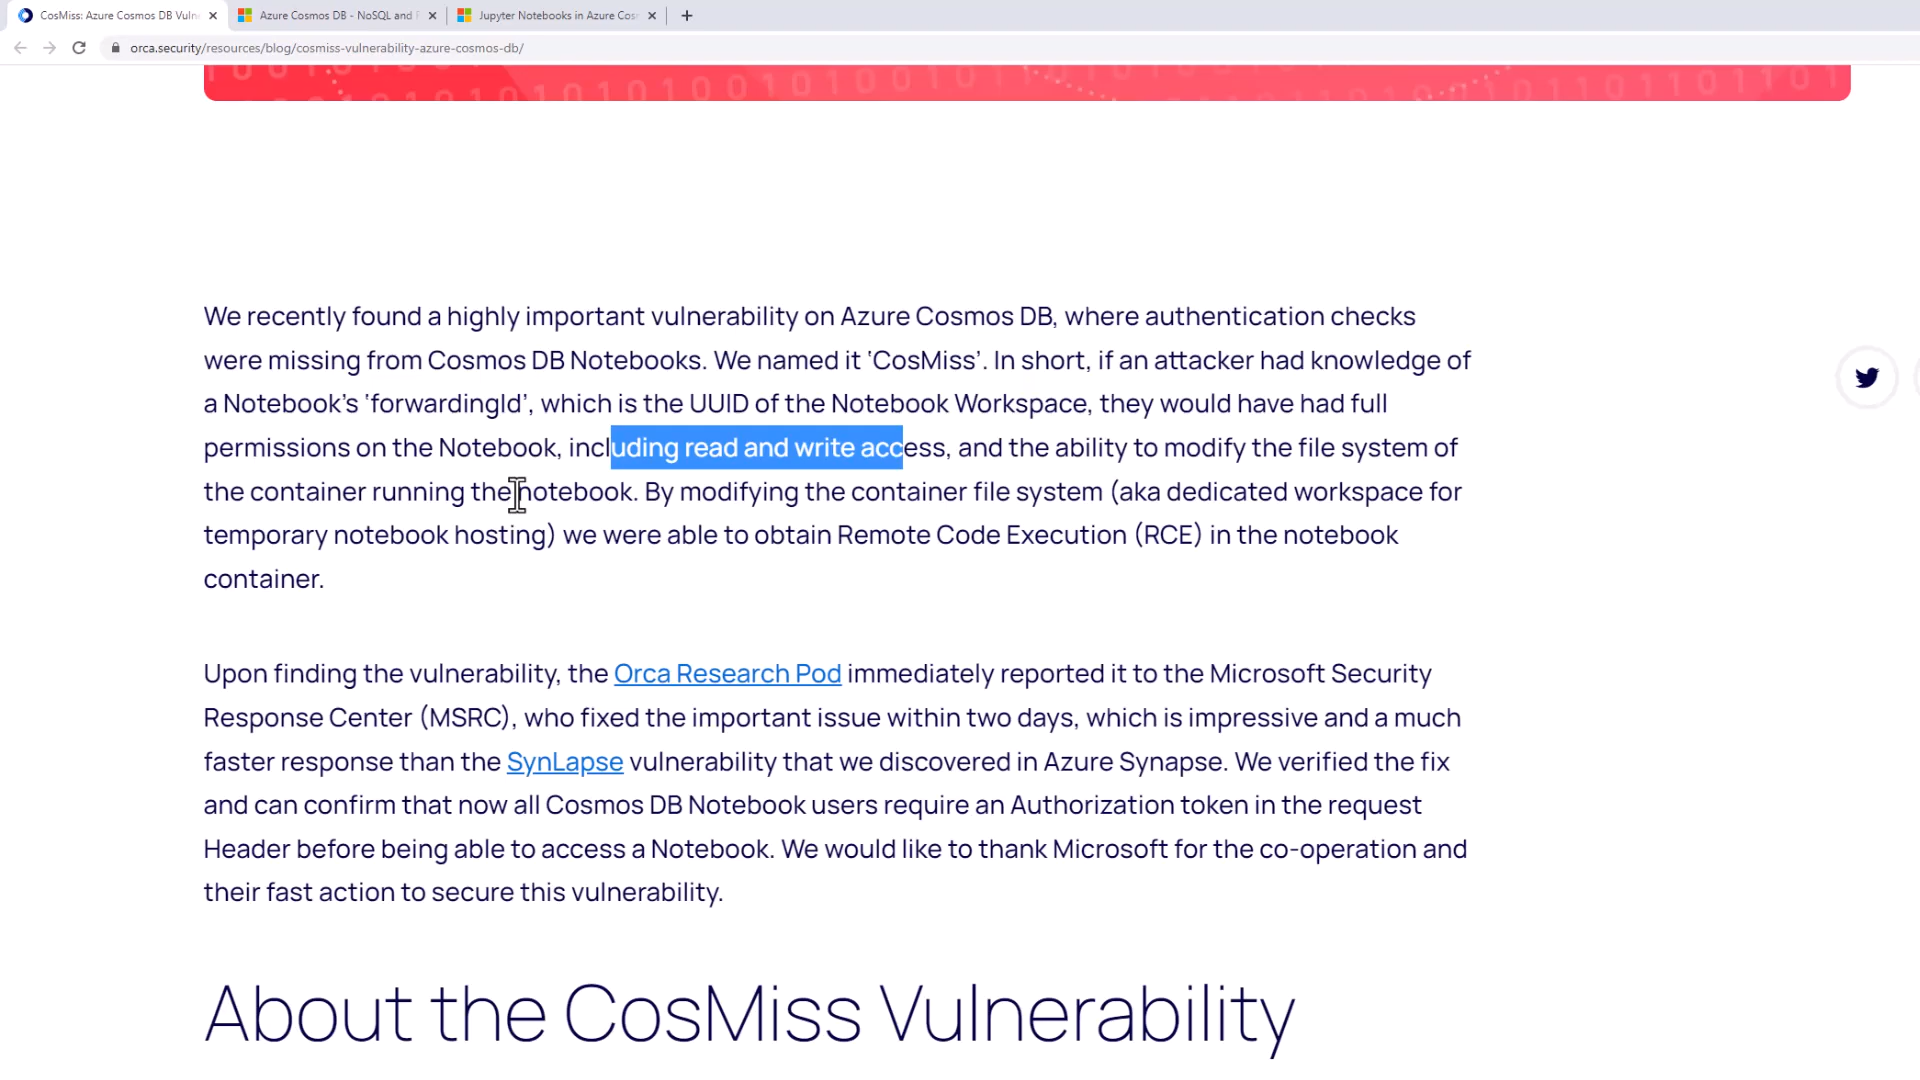 CosMiss: Azure Cosmos DB Vuln
Azure Cosmos DB - NoSQL and
Jupyter Notebooks in Azure Cos
orca.security/resources/blog/cosmiss-vulnerability-azure-cosmos-db/
We recently found a highly important vulnerability on Azure Cosmos DB, where authentication checks
were missing from Cosmos DB Notebooks. We named it ‘CosMiss’. In short, if an attacker had knowledge of
a Notebook’s ‘forwardingId’, which is the UUID of the Notebook Workspace, they would have had full
permissions on the Notebook, including read and write access, and the ability to modify the file system of
the container running the notebook. By modifying the container file system (aka dedicated workspace for
temporary notebook hosting) we were able to obtain Remote Code Execution (RCE) in the notebook
container.
Upon finding the vulnerability, the Orca Research Pod immediately reported it to the Microsoft Security
Response Center (MSRC), who fixed the important issue within two days, which is impressive and a much
faster response than the SynLapse vulnerability that we discovered in Azure Synapse. We verified the fix
and can confirm that now all Cosmos DB Notebook users require an Authorization token in the request
Header before being able to access a Notebook. We would like to thank Microsoft for the co-operation and
their fast action to secure this vulnerability.
About the CosMiss Vulnerability